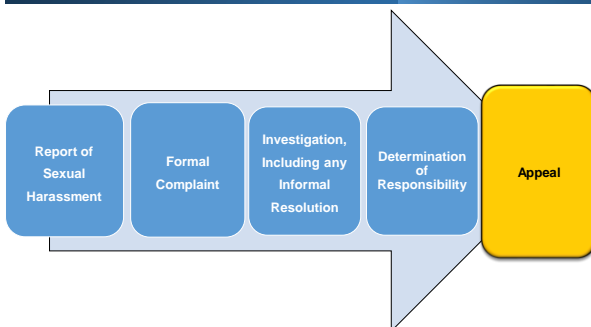 Report of
Sexual
Harassment
Formal
Complaint
Investigation,
Including any
Informal
Resolution
Determination
of
Responsibility
Appeal